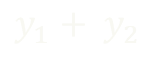 y₁ + y₂